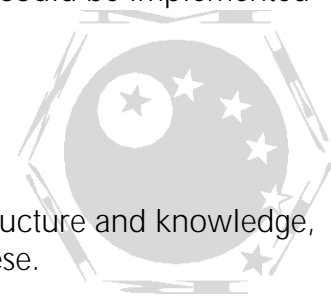 could be implemented
ucture and knowledge,
ese.